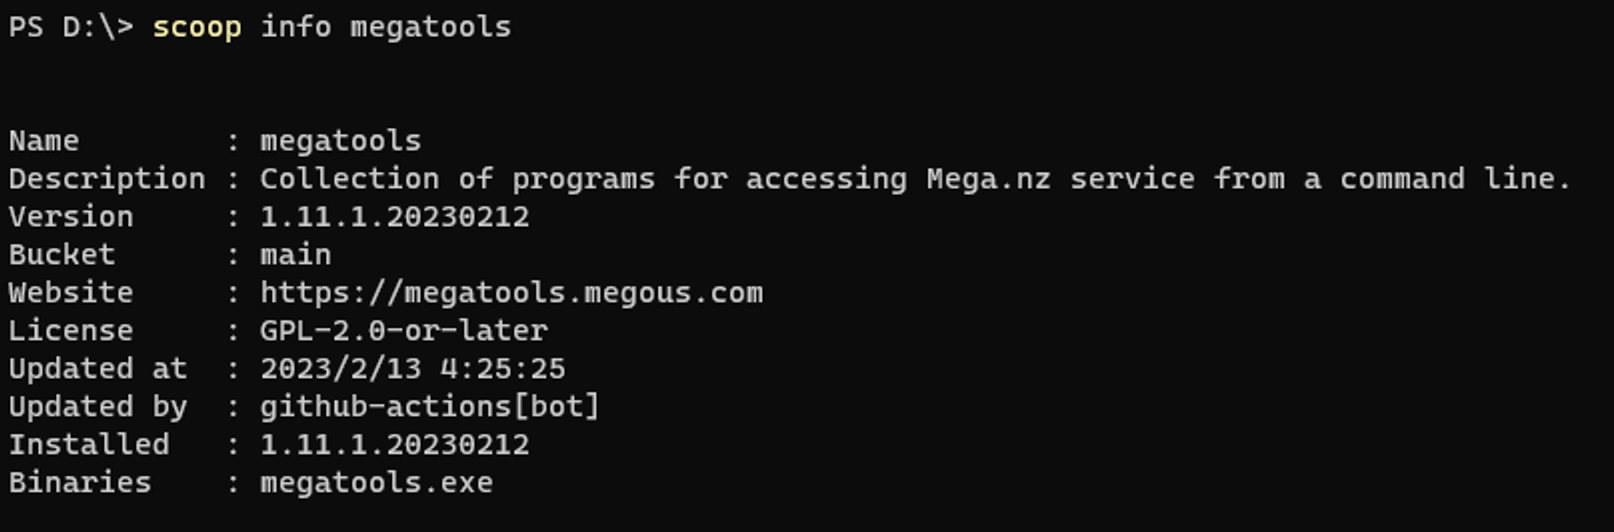 PS D:\> scoop info megatools
Name        : megatools
Description : Collection of programs for accessing Mega.nz service from a command line.
Version     : 1.11.1.20230212
Bucket      : main
Website     : https://megatools.megous.com
License     : GPL-2.0-or-later
Updated at  : 2023/2/13 4:25:25
Updated by  : github-actions[bot]
Installed   : 1.11.1.20230212
Binaries    : megatools.exe